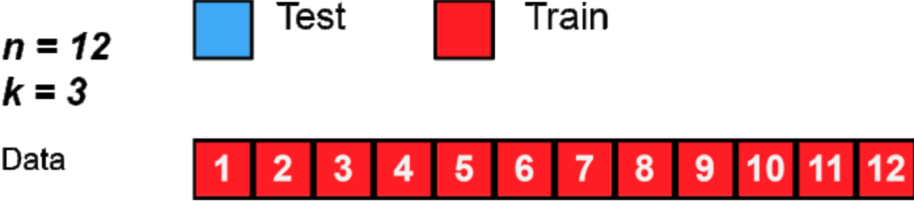 Test Train
n = 12
k = 3
Data 1 2 3 4 5 6 7 8 9 10 11 12